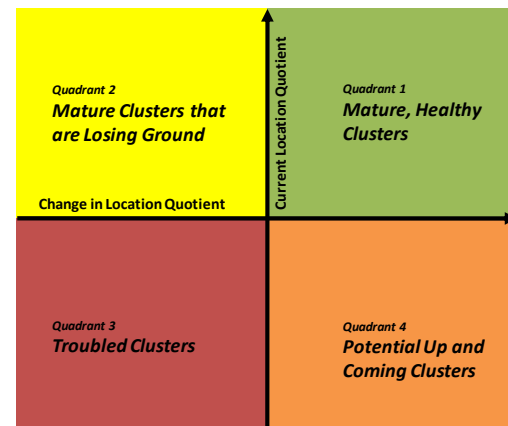 Quadrant 2
Mature Clusters that
are Losing Ground
Quadrant 1
Mature, Healthy
Clusters
Current Location Quotient
Change in Location Quotient
Quadrant 3
Troubled Clusters
Quadrant 4
Potential Up and
Coming Clusters